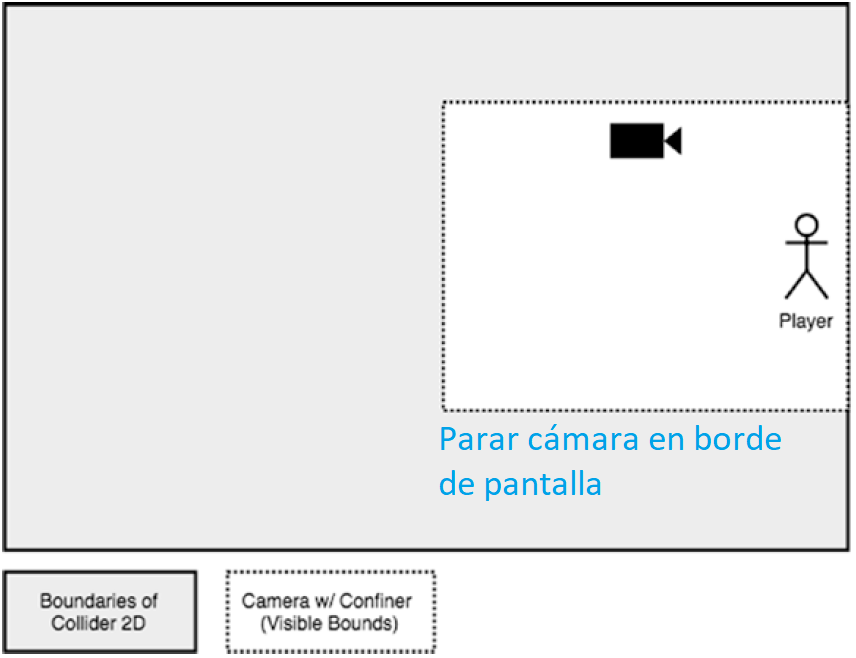 Player
Parar cámara en borde
de pantalla
Boundaries of
Collider 2D
Camera w/ Confiner
(Visible Bounds)